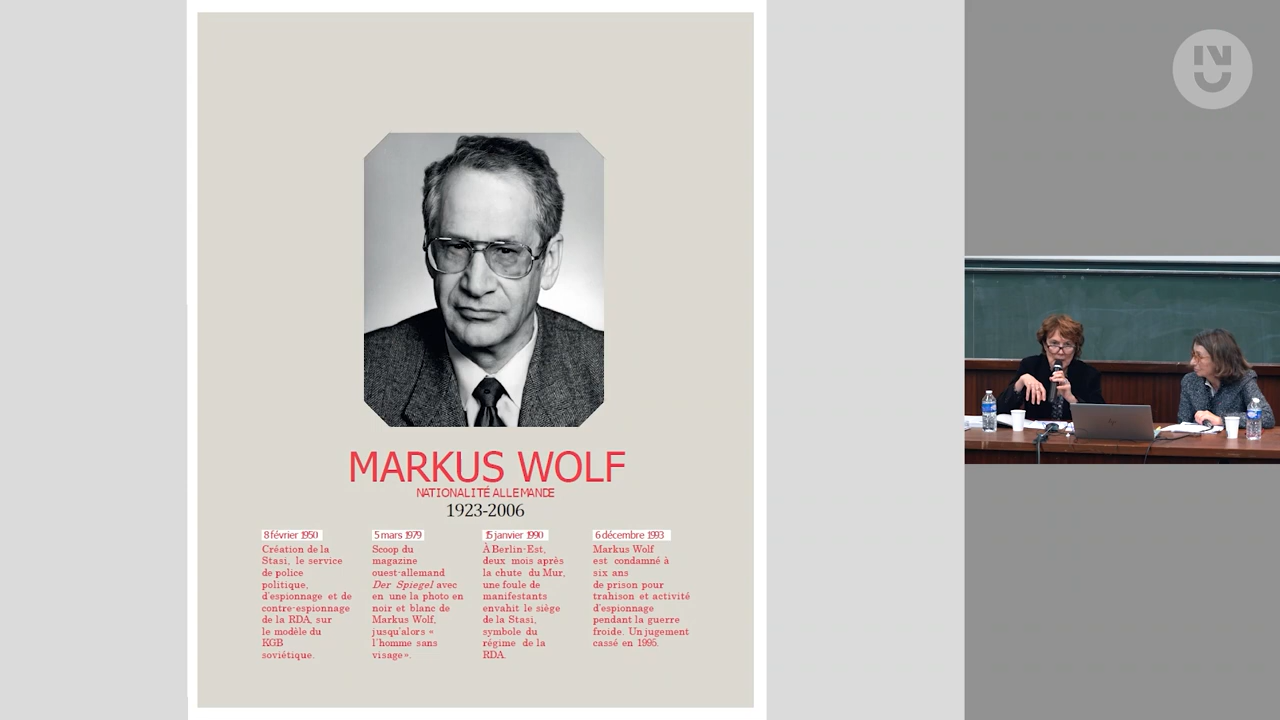 MARKUS WOLF
NATIONALITÉ ALLEMANDE
1923-2006
8 février 1950
Création de la
Stasi, le service
de police
politique,
d'espionnage et de
contre-espionnage
de la RDA, sur
le modèle du
KGB
soviétique.
5 mars 1979
Scoop du
magazine
ouest-allemand
Der Spiegel avec
en une la photo en
noir et blanc de
Markus Wolf,
jusqu'alors «
l'homme sans
visage».
15 janvier 1990
À Berlin-Est,
deux mois après
la chute du Mur,
une foule de
manifestants
envahit le siège
de la Stasi,
symbole du
régime de la
RDA.
6 décembre 1993
Markus Wolf
est condamné à
six ans
de prison pour
trahison et activité
d'espionnage
pendant la guerre
froide. Un jugement
cassé en 1995.